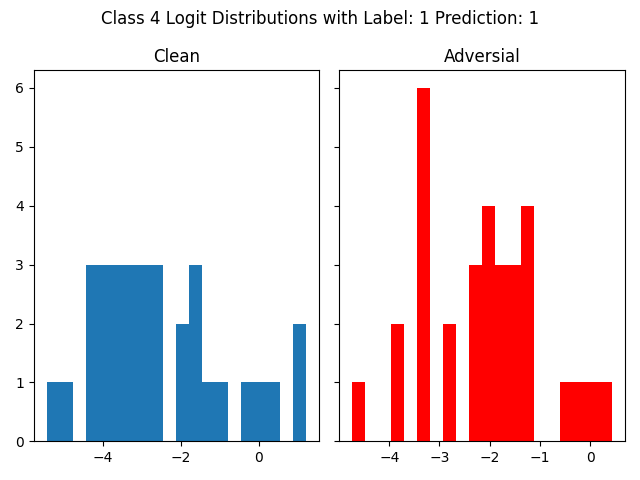 Class 4 Logit Distributions with Label: 1 Prediction: 1
Clean
Adversial
6
5
4
3
2
1
0
−4 −2 0
−4 −3 −2 −1 0